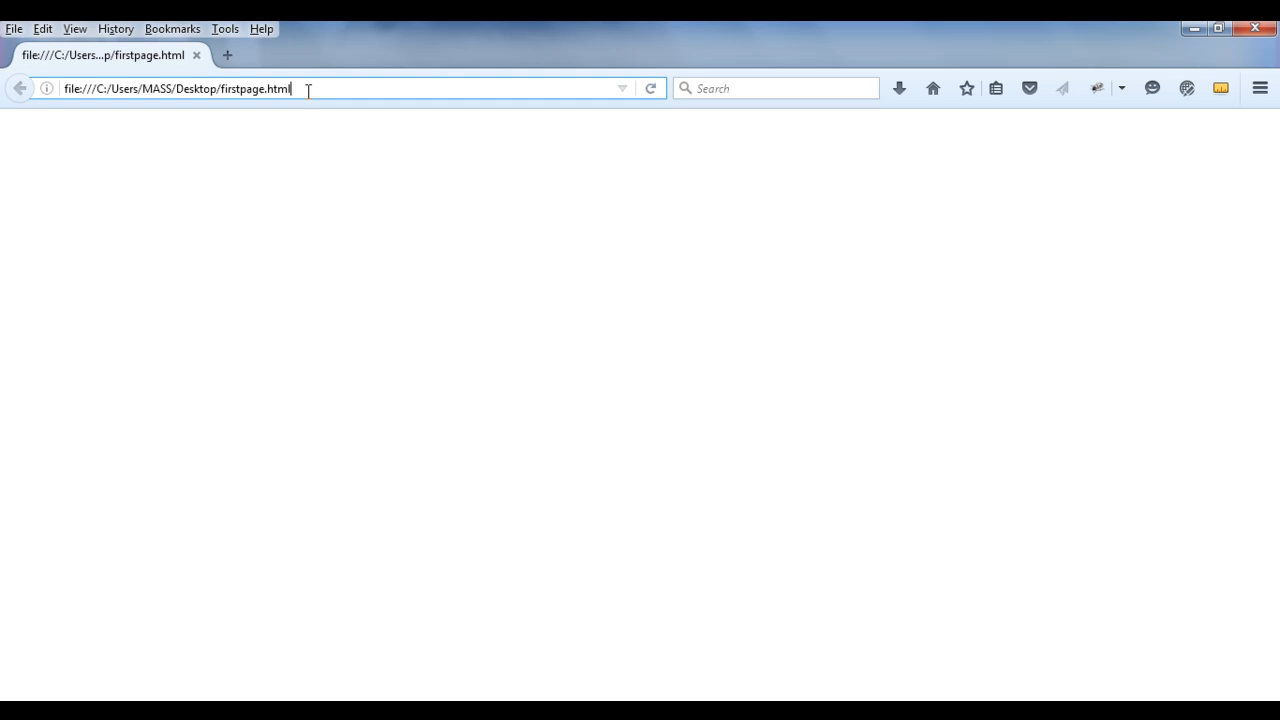 File Edit View History Bookmarks Tools Help
file:///C:/Users...p/firstpage.html
file:///C:/Users/MASS/Desktop/firstpage.html
Search